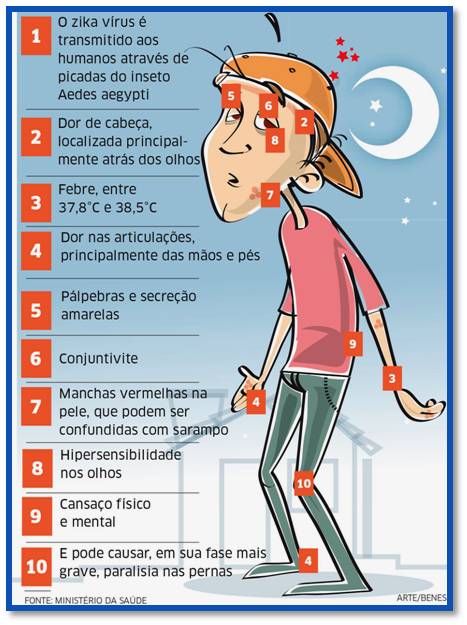 1
O zika vírus é
transmitido aos
humanos através de
picadas do inseto
Aedes aegypti
2
Dor de cabeça,
localizada principal-
mente atrás dos olhos
3
Febre, entre
37,8°C e 38,5°C
4
Dor nas articulações,
principalmente das mãos e pés
5
Pálpebras e secreção
amarelas
6
Conjuntivite
7
Manchas vermelhas na
pele, que podem ser
confundidas com sarampo
8
Hipersensibilidade
nos olhos
9
Cansaço físico
e mental
10
E pode causar, em sua fase mais
grave, paralisia nas pernas
5
6
2
8
7
9
3
4
10
4
FONTE: MINISTÉRIO DA SAÚDE
ARTE/BENES